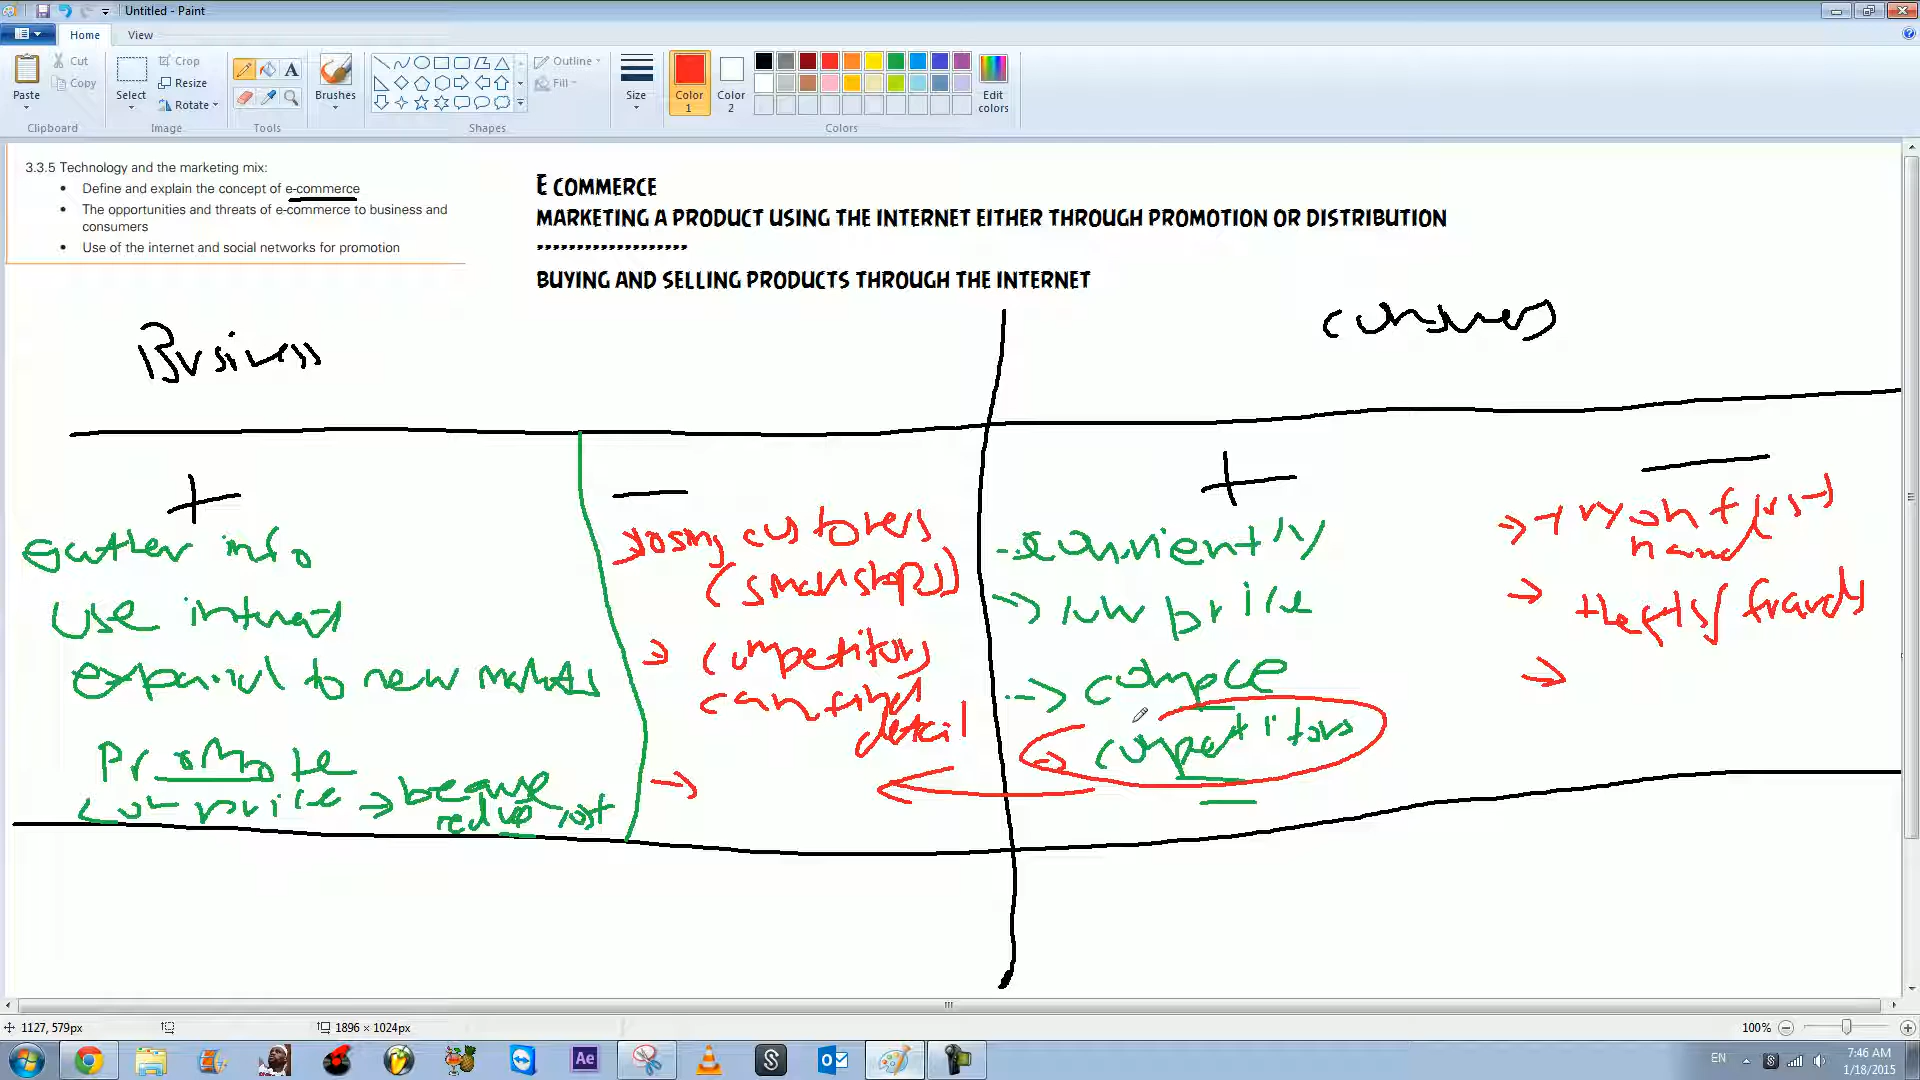 Untitled - Paint
Home
View
Paste
Cut
Copy
Clipboard
Select
Crop
Resize
Rotate
Image
Tools
Brushes
Shapes
Outline
Fill
Size
Color 1
Color 2
Edit colors
Colors
3.3.5 Technology and the marketing mix:
• Define and explain the concept of e-commerce
• The opportunities and threats of e-commerce to business and
consumers
• Use of the internet and social networks for promotion
E COMMERCE
MARKETING A PRODUCT USING THE INTERNET EITHER THROUGH PROMOTION OR DISTRIBUTION
-------------------
BUYING AND SELLING PRODUCTS THROUGH THE INTERNET
Business
+
gather info
use internet
expand to new markets
Promote
low price → because
reduce cost
—
→ losing customers
(small shops)
→ competitors
can find
detail
→
+
→ low price
→
competitors
—
→ try on first
hand
→ thefts/ frauds
→
1127, 579px
1896 × 1024px
100%
Ae
EN
7:46 AM
1/18/2015